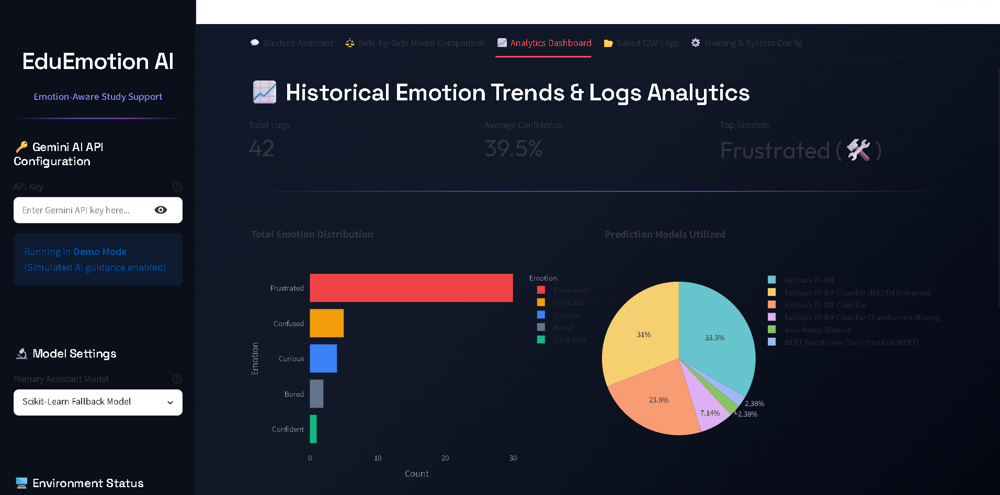 Deploy
EduEmotion AI
Emotion-Aware Study Support
Gemini AI API
Configuration
API Key
Enter Gemini API key here...
Running in Demo Mode
(Simulated AI guidance enabled)
Model Settings
Primary Assistant Model
Scikit-Learn Fallback Model
Environment Status
Student Assistant
Side-by-Side Model Comparison
Analytics Dashboard
Saved CSV Logs
Training & System Config
Historical Emotion Trends & Logs Analytics
Total Logs
42
Average Confidence
39.5%
Top Emotion
Frustrated (🛠)
Total Emotion Distribution
Emotion
Frustrated
Confused
Curious
Bored
Confident
0
10
20
30
Count
Emotion
Frustrated
Confused
Curious
Bored
Confident
Prediction Models Utilized
31%
33.3%
23.8%
7.14%
2.38%
2.38%
Fallback TF-IDF
Fallback TF-IDF Classifier (BiLSTM Untrained)
Fallback TF-IDF Classifier
Fallback TF-IDF Classifier (Transformers Missing)
Rule-Based (Default)
BERT Transformer (Zero-Shot DistilBERT)